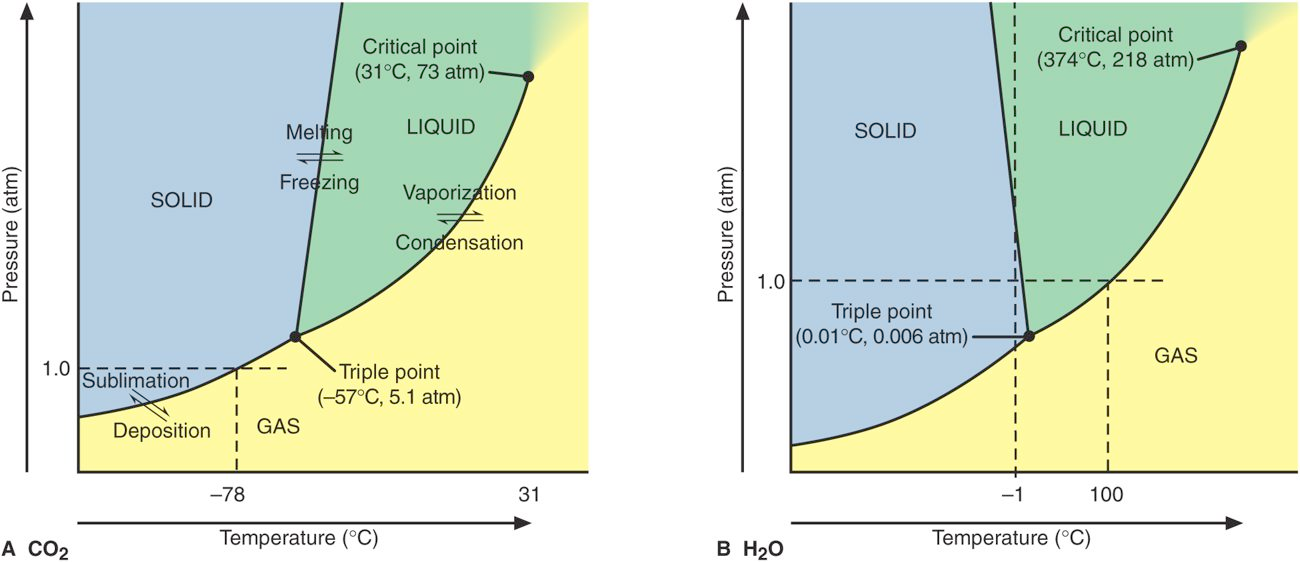 Pressure (atm)
Critical point
(31°C, 73 atm)
Melting
LIQUID
Freezing
SOLID
Vaporization
Condensation
1.0
Sublimation
Triple point
(–57°C, 5.1 atm)
Deposition
GAS
–78
31
Temperature (°C)
A CO₂
Pressure (atm)
Critical point
(374°C, 218 atm)
SOLID
LIQUID
1.0
Triple point
(0.01°C, 0.006 atm)
GAS
–1
100
Temperature (°C)
B H₂O